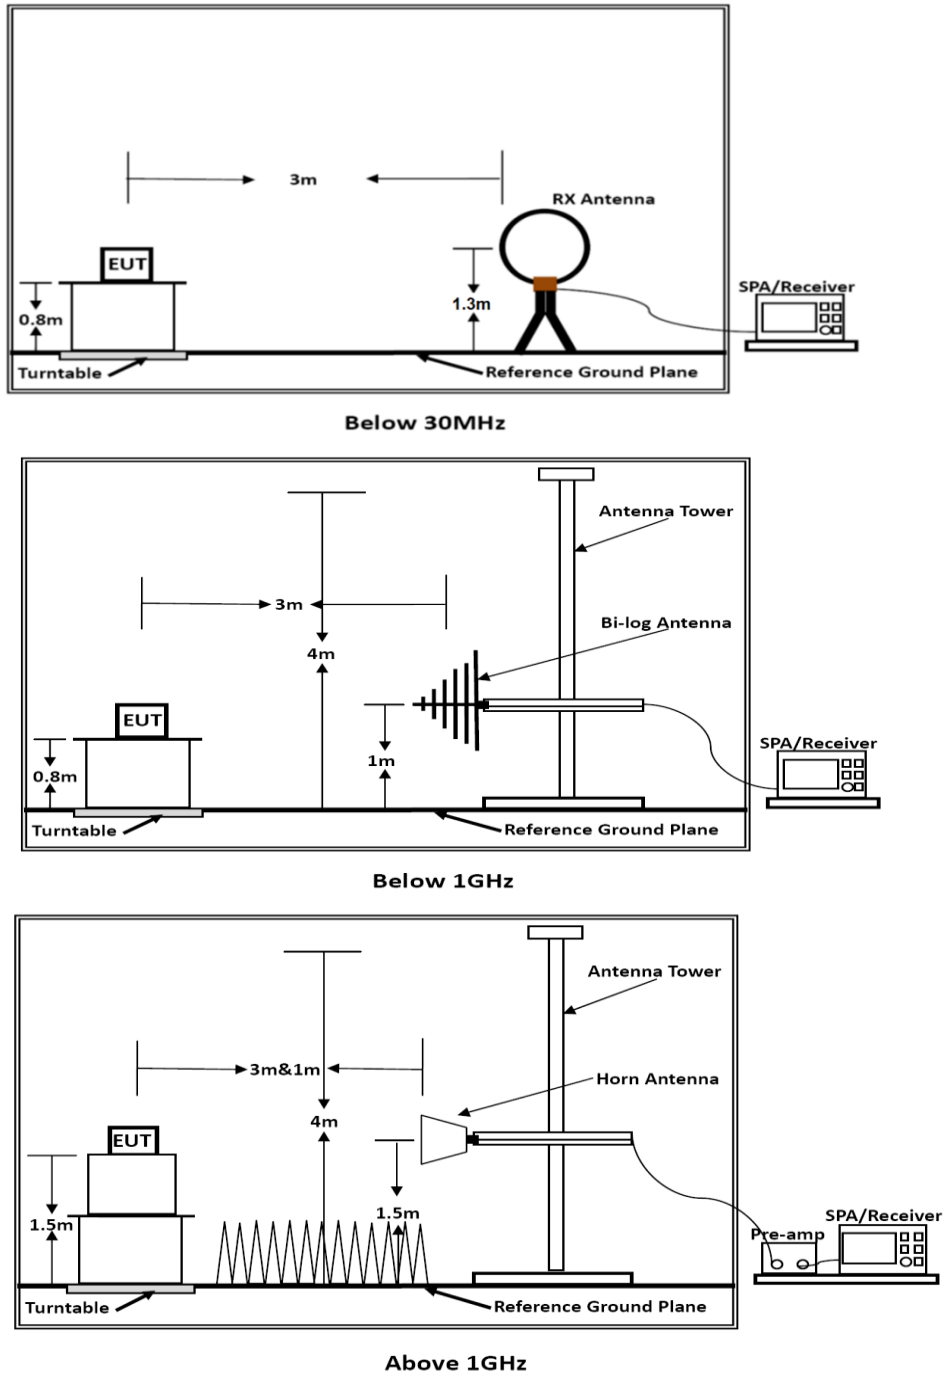 3m
RX Antenna
EUT
SPA/Receiver
1.3m
0.8m
Turntable
Reference Ground Plane
Below 30MHz
Antenna Tower
3m
Bi-log Antenna
4m
EUT
SPA/Receiver
1m
0.8m
Turntable
Reference Ground Plane
Below 1GHz
Antenna Tower
3m&1m
Horn Antenna
4m
EUT
1.5m
SPA/Receiver
1.5m
Pre-amp
Turntable
Reference Ground Plane
Above 1GHz